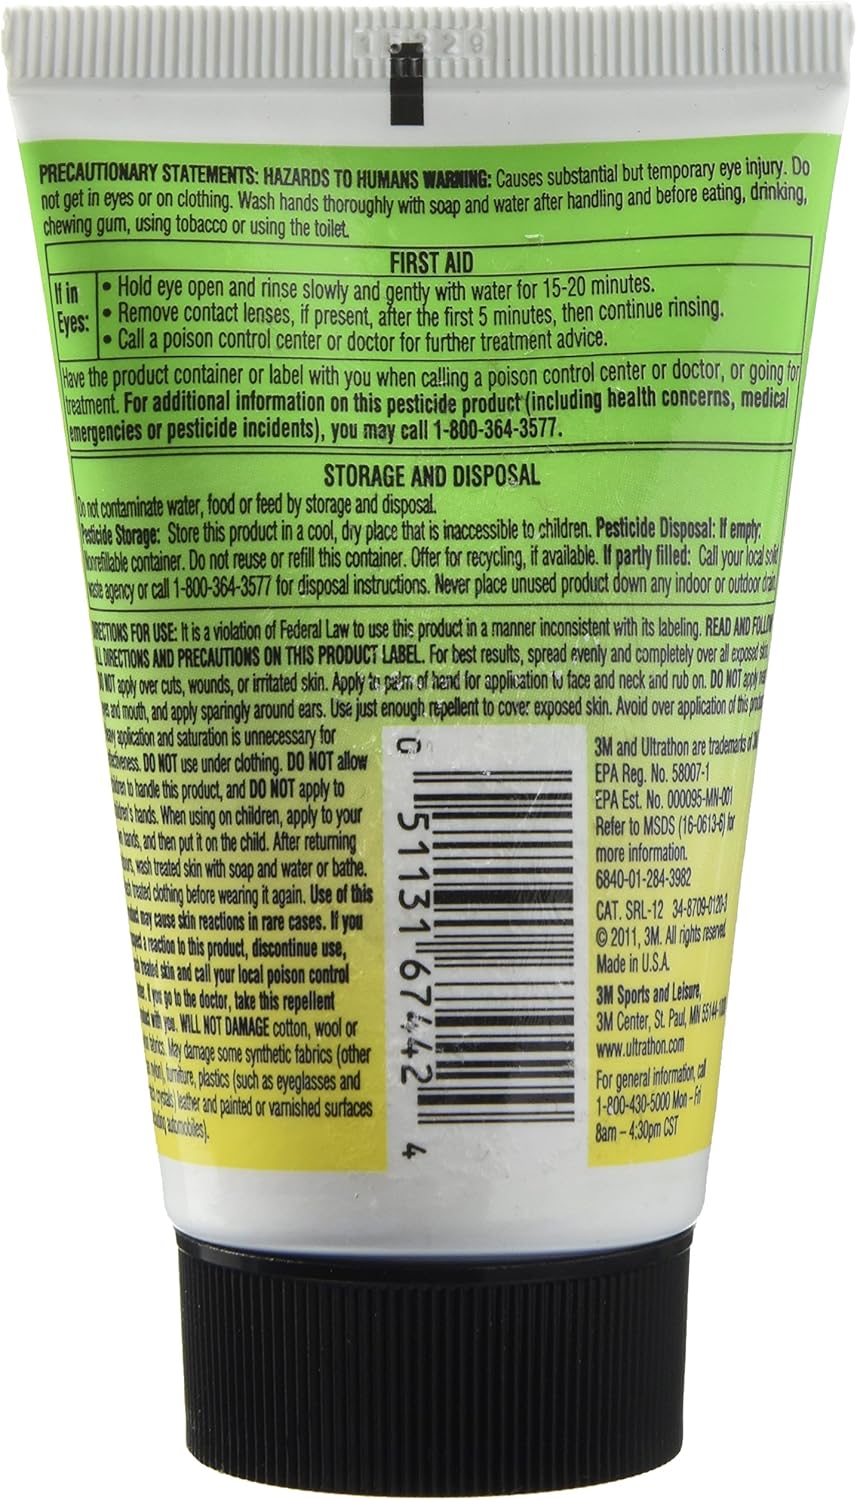 15229
PRECAUTIONARY STATEMENTS: HAZARDS TO HUMANS WARNING: Causes substantial but temporary eye injury. Do
not get in eyes or on clothing. Wash hands thoroughly with soap and water after handling and before eating, drinking,
chewing gum, using tobacco or using the toilet.
FIRST AID
If in
Eyes:
• Hold eye open and rinse slowly and gently with water for 15-20 minutes.
• Remove contact lenses, if present, after the first 5 minutes, then continue rinsing.
• Call a poison control center or doctor for further treatment advice.
Have the product container or label with you when calling a poison control center or doctor, or going for
treatment. For additional information on this pesticide product (including health concerns, medical
emergencies or pesticide incidents), you may call 1-800-364-3577.
STORAGE AND DISPOSAL
Do not contaminate water, food or feed by storage and disposal.
Pesticide Storage: Store this product in a cool, dry place that is inaccessible to children. Pesticide Disposal: If empty:
Nonrefillable container. Do not reuse or refill this container. Offer for recycling, if available. If partly filled: Call your local solid
waste agency or call 1-800-364-3577 for disposal instructions. Never place unused product down any indoor or outdoor drain.
DIRECTIONS FOR USE: It is a violation of Federal Law to use this product in a manner inconsistent with its labeling. READ AND FOLLOW
ALL DIRECTIONS AND PRECAUTIONS ON THIS PRODUCT LABEL. For best results, spread evenly and completely over all exposed skin.
NOT apply over cuts, wounds, or irritated skin. Apply to palm of hand for application to face and neck and rub on. DO NOT apply near
and mouth, and apply sparingly around ears. Use just enough repellent to cover exposed skin. Avoid over application of this product
application and saturation is unnecessary for
DO NOT use under clothing. DO NOT allow
to handle this product, and DO NOT apply to
hands. When using on children, apply to your
hands, and then put it on the child. After returning
wash treated skin with soap and water or bathe.
treated clothing before wearing it again. Use of this
may cause skin reactions in rare cases. If you
a reaction to this product, discontinue use,
treated skin and call your local poison control
If you go to the doctor, take this repellent
with you. WILL NOT DAMAGE cotton, wool or
fabrics. May damage some synthetic fabrics (other
nylon), furniture, plastics (such as eyeglasses and
crystals) leather and painted or varnished surfaces
automobiles).
0 51131 67442 4
3M and Ultrathon are trademarks of 3M
EPA Reg. No. 58007-1
EPA Est. No. 000095-MN-001
Refer to MSDS (16-0613-6) for
more information.
6840-01-284-3982
CAT. SRL-12 34-8709-0120-3
© 2011, 3M. All rights reserved.
Made in U.S.A.
3M Sports and Leisure,
3M Center, St. Paul, MN 55144-1000
www.ultrathon.com
For general information, call
1-800-430-5000 Mon - Fri
8am – 4:30pm CST